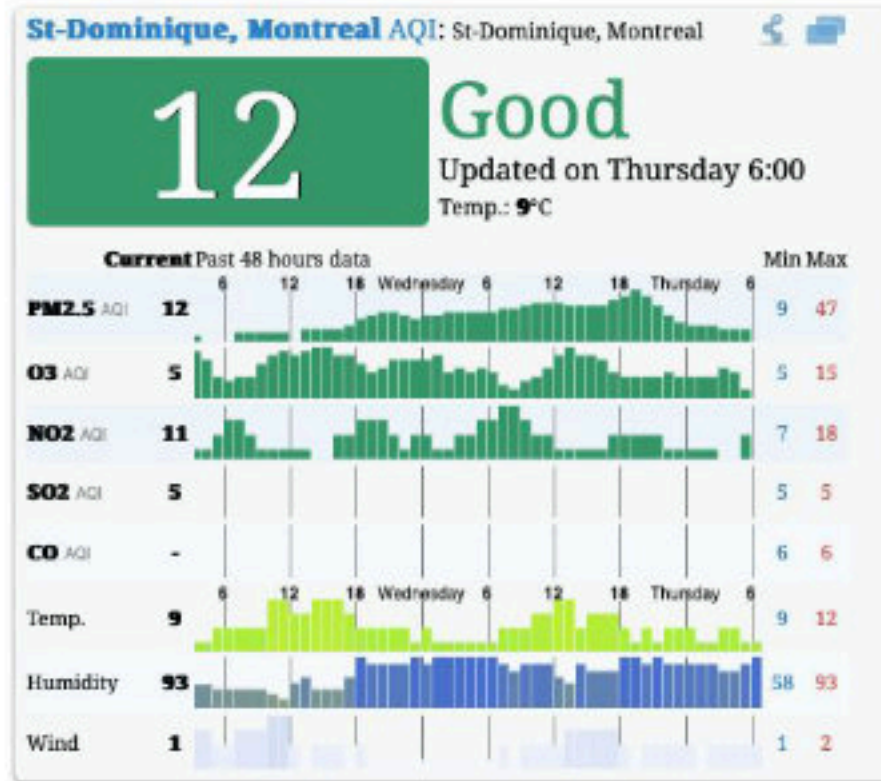 St-Dominique, Montreal AQI: St-Dominique, Montreal
12
Good
Updated on Thursday 6:00
Temp.: 9°C
Current Past 48 hours data Min Max
6 12 18 Wednesday 6 12 18 Thursday 6
PM2.5 AQI 12 9 47
O3 AQI 5 5 15
NO2 AQI 11 7 18
SO2 AQI 5 5 5
CO AQI - 6 6
6 12 18 Wednesday 6 12 18 Thursday 6
Temp. 9 9 12
Humidity 93 58 93
Wind 1 1 2